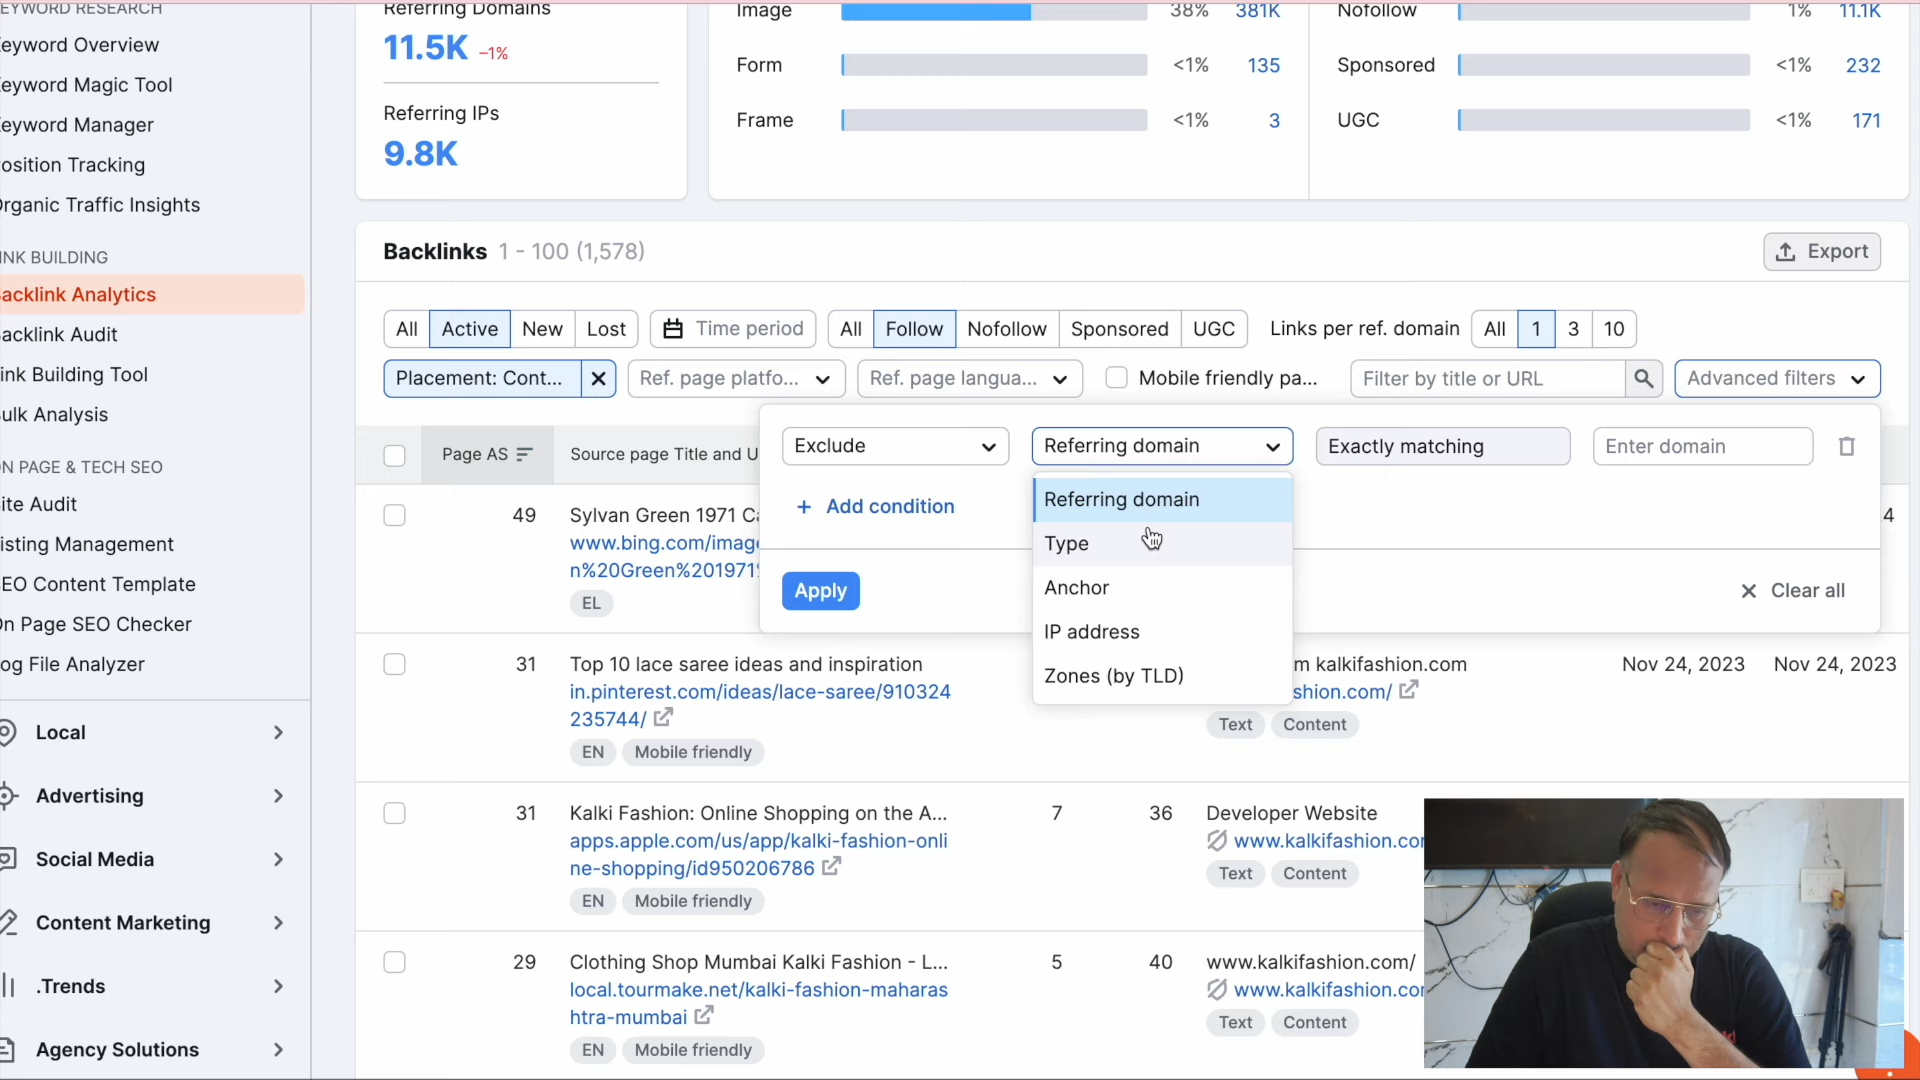 EYWORD RESEARCH
eyword Overview
eyword Magic Tool
eyword Manager
osition Tracking
rganic Traffic Insights
INK BUILDING
acklink Analytics
acklink Audit
ink Building Tool
ulk Analysis
N PAGE & TECH SEO
ite Audit
isting Management
EO Content Template
n Page SEO Checker
og File Analyzer
Local
Advertising
Social Media
Content Marketing
.Trends
Agency Solutions
Referring Domains
11.5K -1%
Referring IPs
9.8K
Image 38% 381K
Form <1% 135
Frame <1% 3
Nofollow 1% 11.1K
Sponsored <1% 232
UGC <1% 171
Backlinks 1 - 100 (1,578)
Export
All Active New Lost Time period All Follow Nofollow Sponsored UGC Links per ref. domain All 1 3 10
Placement: Cont... Ref. page platfo... Ref. page langua... Mobile friendly pa... Filter by title or URL Advanced filters
Exclude Referring domain Exactly matching Enter domain
Add condition
Referring domain
Type
Anchor
IP address
Zones (by TLD)
Apply
Clear all
Page AS Source page Title and U
49 Sylvan Green 1971 Ca 4
www.bing.com/image
n%20Green%201971%
EL
31 Top 10 lace saree ideas and inspiration m kalkifashion.com Nov 24, 2023 Nov 24, 2023
in.pinterest.com/ideas/lace-saree/910324 shion.com/
235744/
EN Mobile friendly Text Content
31 Kalki Fashion: Online Shopping on the A... 7 36 Developer Website
apps.apple.com/us/app/kalki-fashion-onli www.kalkifashion.cor
ne-shopping/id950206786 Text Content
EN Mobile friendly
29 Clothing Shop Mumbai Kalki Fashion - L... 5 40 www.kalkifashion.com/
local.tourmake.net/kalki-fashion-maharas www.kalkifashion.cor
htra-mumbai Text Content
EN Mobile friendly